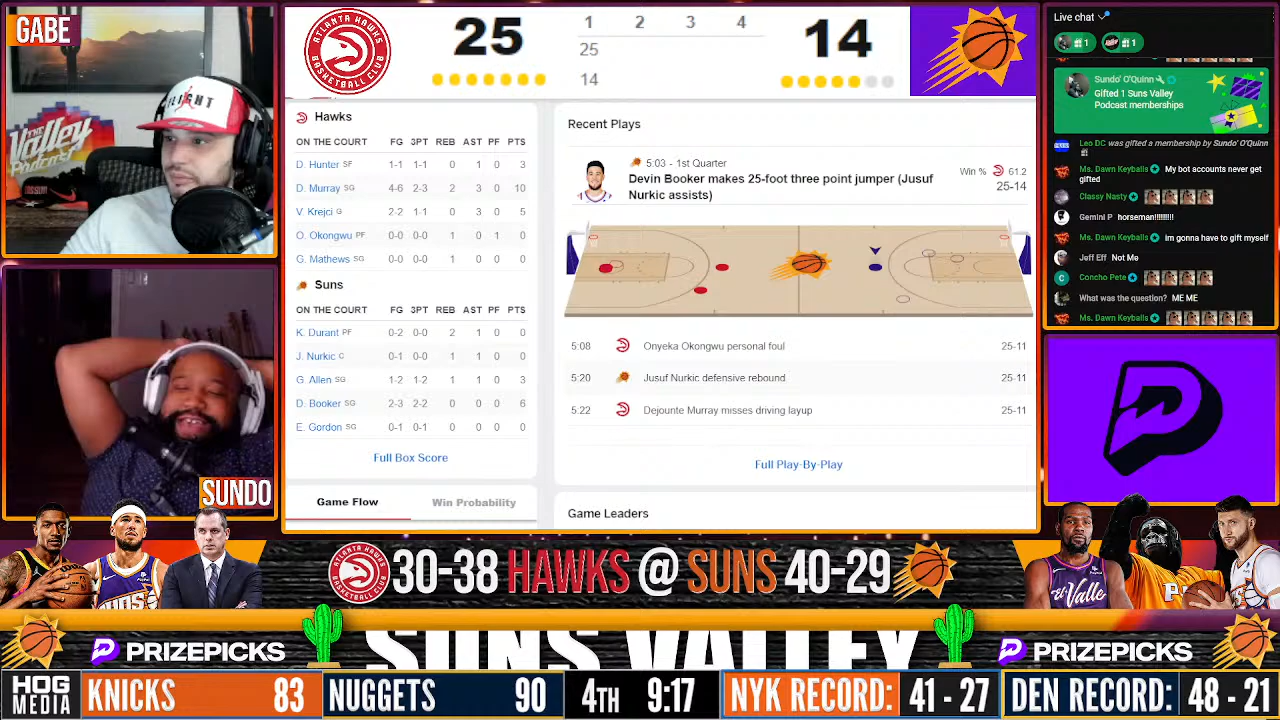 GABE
SUNDO
THE
Valley
Podcast
FLIGHT
ATLANTA HAWKS
BASKETBALL CLUB
25
1 2 3 4
25
14
14
Hawks
ON THE COURT FG 3PT REB AST PF PTS
D. Hunter SF 1-1 1-1 0 1 0 3
D. Murray SG 4-6 2-3 2 3 0 10
V. Krejci G 2-2 1-1 0 3 0 5
O. Okongwu PF 0-0 0-0 1 0 1 0
G. Mathews SG 0-0 0-0 1 0 0 0
Suns
ON THE COURT FG 3PT REB AST PF PTS
K. Durant PF 0-2 0-0 2 1 0 0
J. Nurkic C 0-1 0-0 1 1 0 0
G. Allen SG 1-2 1-2 1 1 0 3
D. Booker SG 2-3 2-2 0 0 0 6
E. Gordon SG 0-1 0-1 0 0 0 0
Full Box Score
Game Flow Win Probability
Recent Plays
5:03 - 1st Quarter
Devin Booker makes 25-foot three point jumper (Jusuf
Nurkic assists)
Win % 61.2
25-14
5:08 Onyeka Okongwu personal foul 25-11
5:20 Jusuf Nurkic defensive rebound 25-11
5:22 Dejounte Murray misses driving layup 25-11
Full Play-By-Play
Game Leaders
Live chat
1 1
Sundo' O'Quinn
Gifted 1 Suns Valley
Podcast memberships
Leo DC was gifted a membership by Sundo' O'Quinn
Ms. Dawn Keyballs My bot accounts never get
gifted
Classy Nasty
Gemini P horseman!!!!!!!!!
Ms. Dawn Keyballs im gonna have to gift myself
Jeff Eff Not Me
C Concho Pete
What was the question? ME ME
Ms. Dawn Keyballs
30-38 HAWKS @ SUNS 40-29
SUNS
El Valle
PRIZEPICKS SUNS VALLEY PRIZEPICKS
HOG
MEDIA
KNICKS 83 NUGGETS 90 4TH 9:17 NYK RECORD: 41 - 27 DEN RECORD: 48 - 21